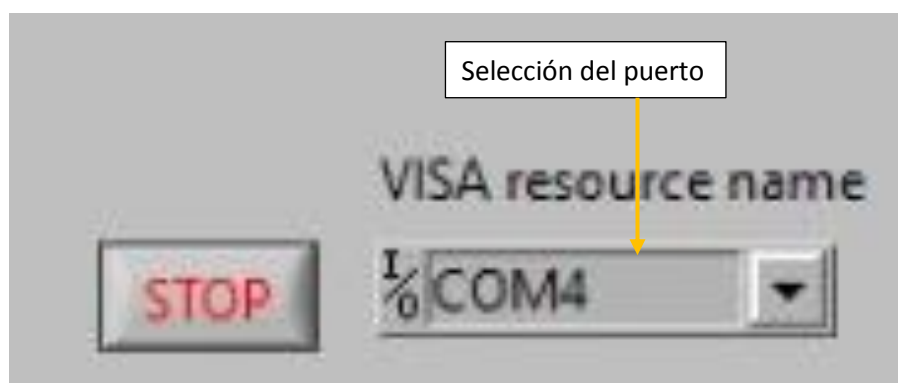 Selección del puerto
VISA resource name
STOP
I/O COM4